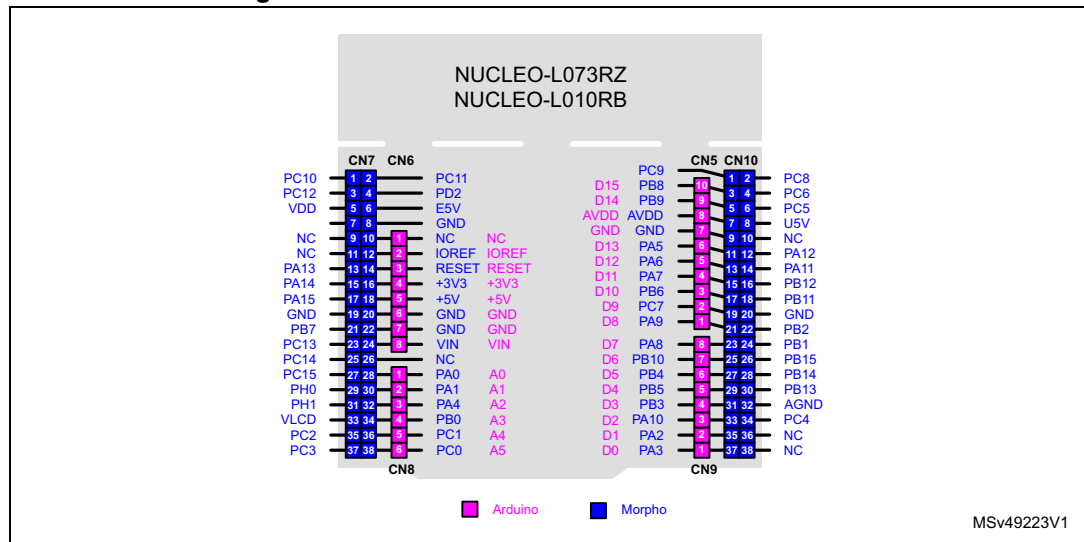 g
NUCLEO-L073RZ
NUCLEO-L010RB
CN7 CN6 CN5 CN10
PC9
PC10 1 2 PC11 1 2 PC8
D15 PB8 10
PC12 3 4 PD2 3 4 PC6
D14 PB9 9
VDD 5 6 E5V 5 6 PC5
AVDD AVDD 8
7 8 GND 7 8 U5V
GND GND 7
NC 9 10 1 NC NC 9 10 NC
D13 PA5 6
NC 11 12 2 IOREF IOREF 11 12 PA12
D12 PA6 5
PA13 13 14 3 RESET RESET 13 14 PA11
D11 PA7 4
PA14 15 16 4 +3V3 +3V3 15 16 PB12
D10 PB6 3
PA15 17 18 5 +5V +5V 17 18 PB11
D9 PC7 2
GND 19 20 6 GND GND 19 20 GND
D8 PA9 1
PB7 21 22 7 GND GND 21 22 PB2
PC13 23 24 8 VIN VIN D7 PA8 8 23 24 PB1
PC14 25 26 NC D6 PB10 7 25 26 PB15
PC15 27 28 1 PA0 A0 D5 PB4 6 27 28 PB14
PH0 29 30 2 PA1 A1 D4 PB5 5 29 30 PB13
PH1 31 32 3 PA4 A2 D3 PB3 4 31 32 AGND
VLCD 33 34 4 PB0 A3 D2 PA10 3 33 34 PC4
PC2 35 36 5 PC1 A4 D1 PA2 2 35 36 NC
PC3 37 38 6 PC0 A5 D0 PA3 1 37 38 NC
CN8 CN9
Arduino Morpho
MSv49223V1